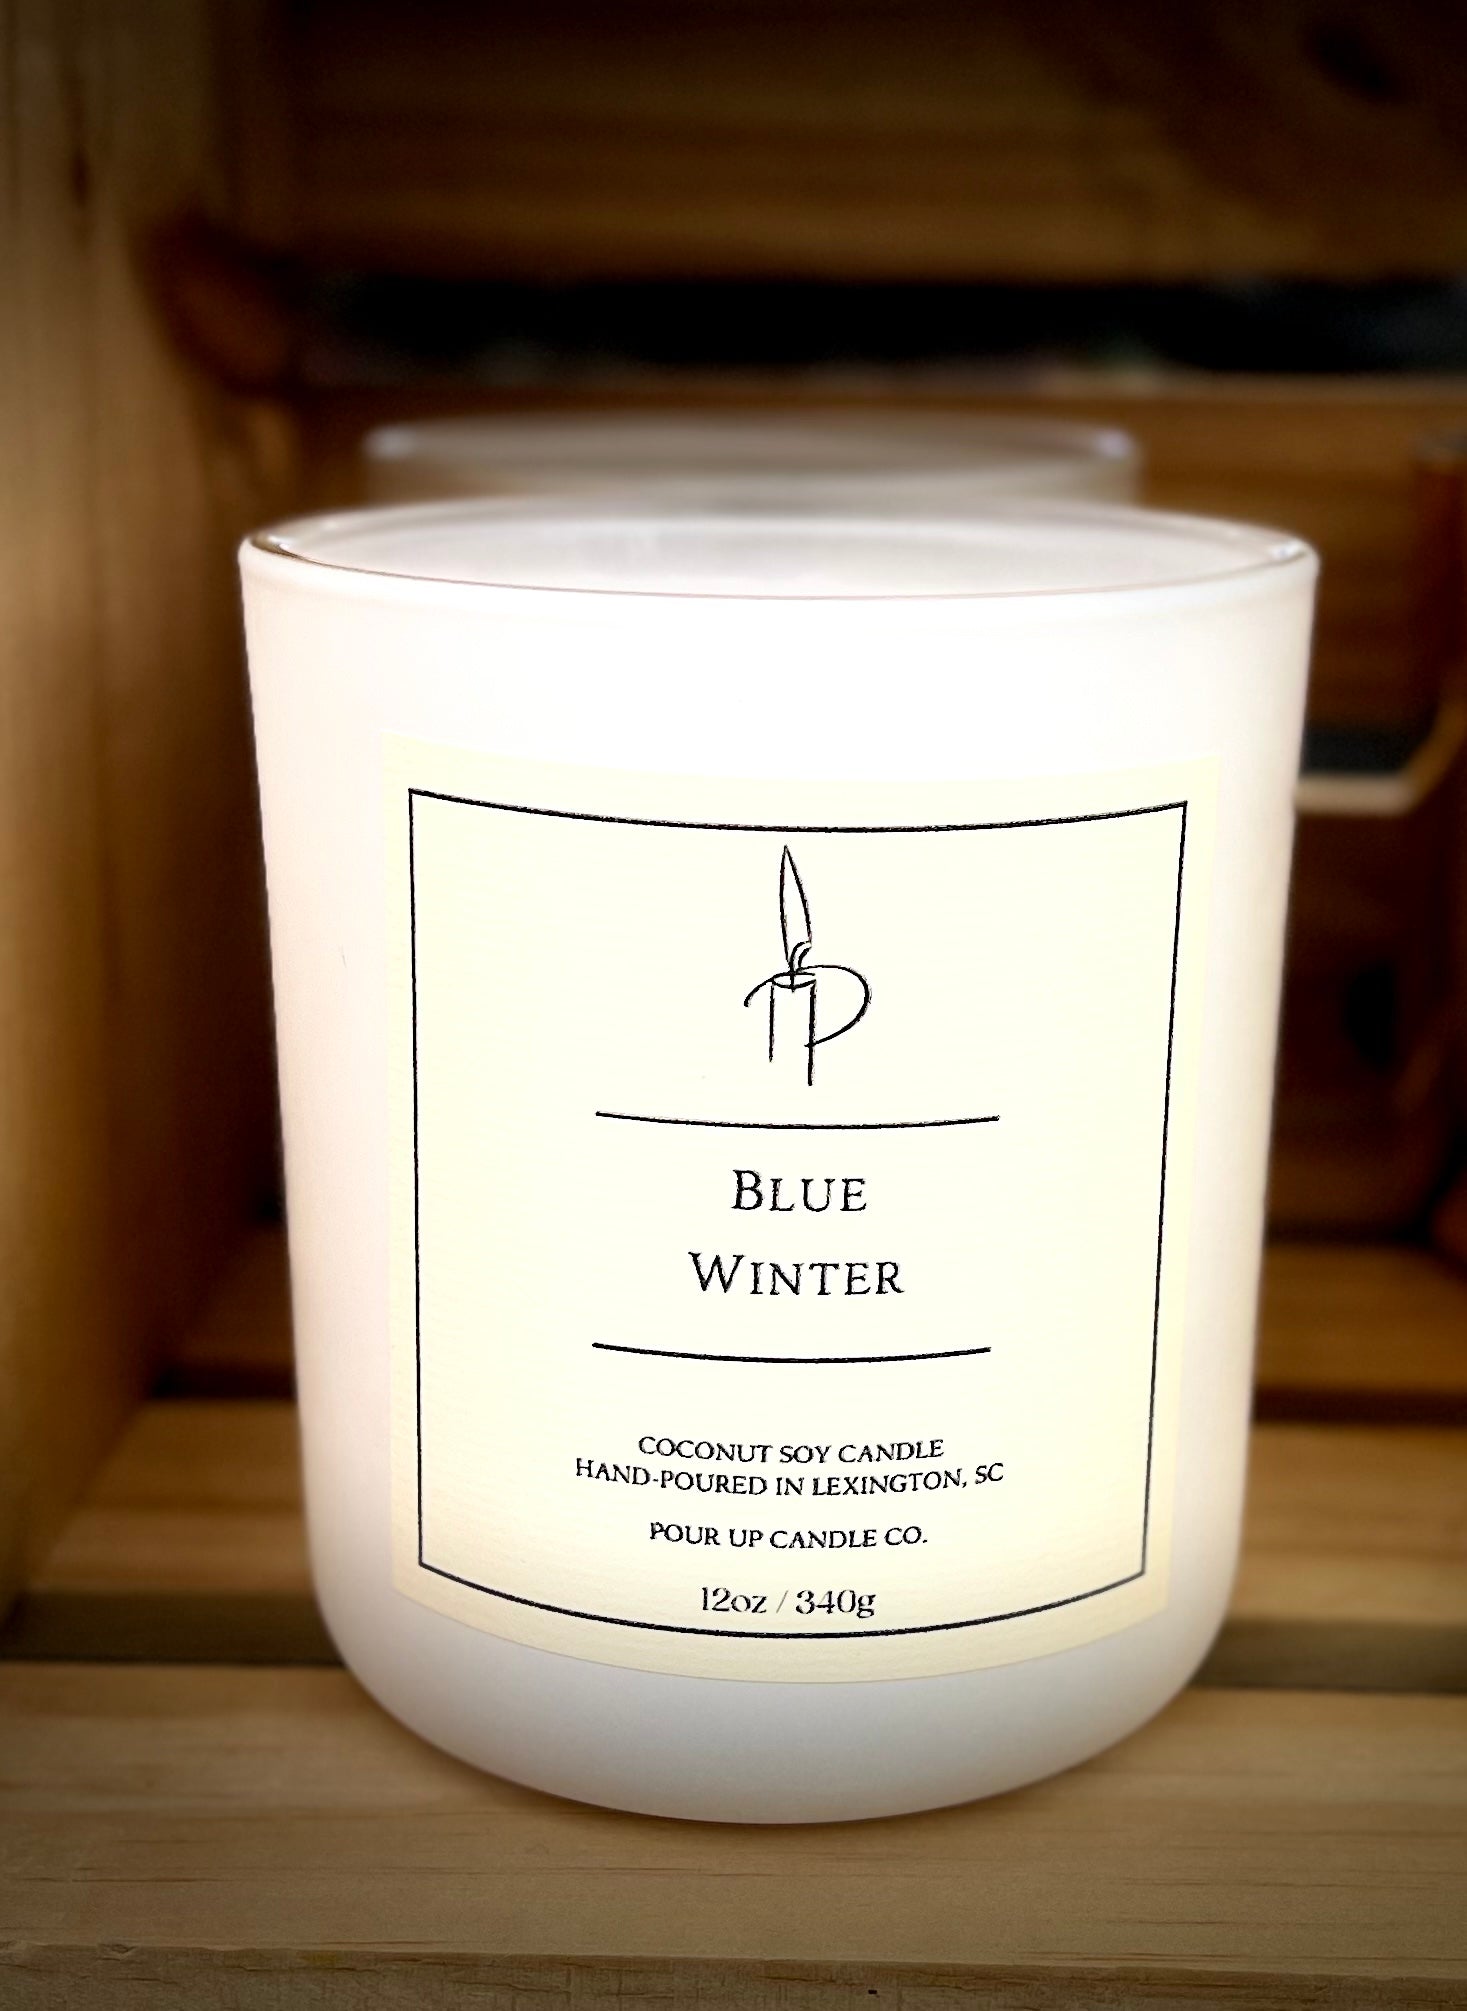 BLUE
WINTER
COCONUT SOY CANDLE
HAND-POURED IN LEXINGTON, SC
POUR UP CANDLE CO.
12oz / 340g